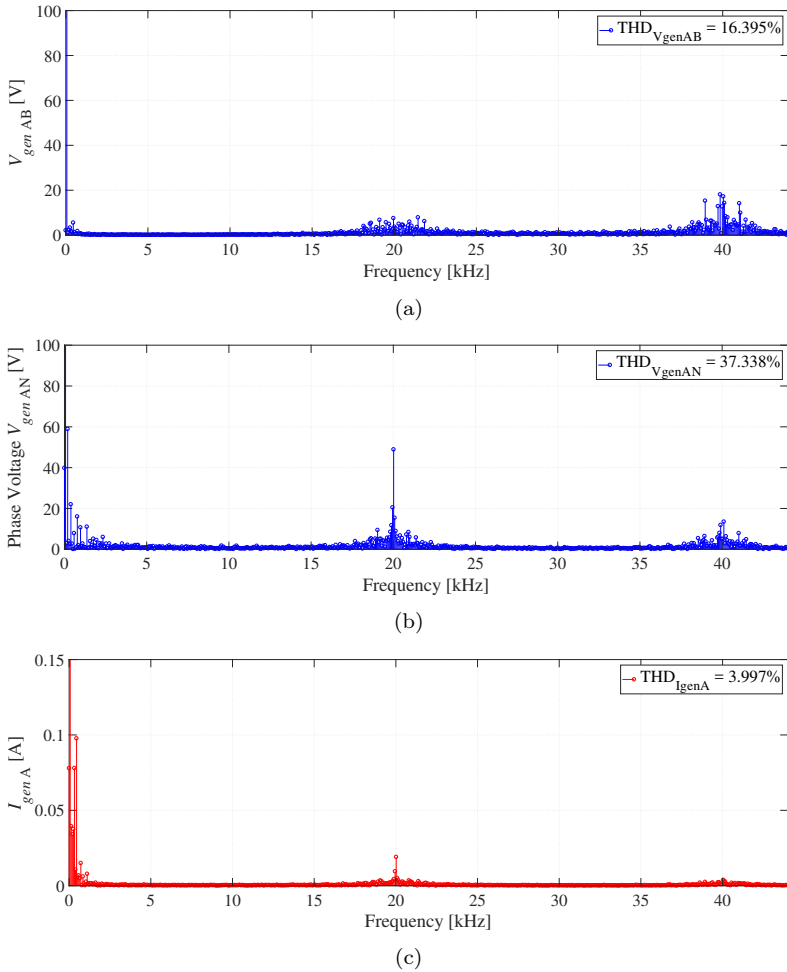 100
80
60
40
20
0
V_gen AB [V]
THD_VgenAB = 16.395%
0 5 10 15 20 25 30 35 40
Frequency [kHz]
(a)
100
80
60
40
20
0
Phase Voltage V_gen AN [V]
THD_VgenAN = 37.338%
0 5 10 15 20 25 30 35 40
Frequency [kHz]
(b)
0.15
0.1
0.05
0
I_gen A [A]
THD_IgenA = 3.997%
0 5 10 15 20 25 30 35 40
Frequency [kHz]
(c)